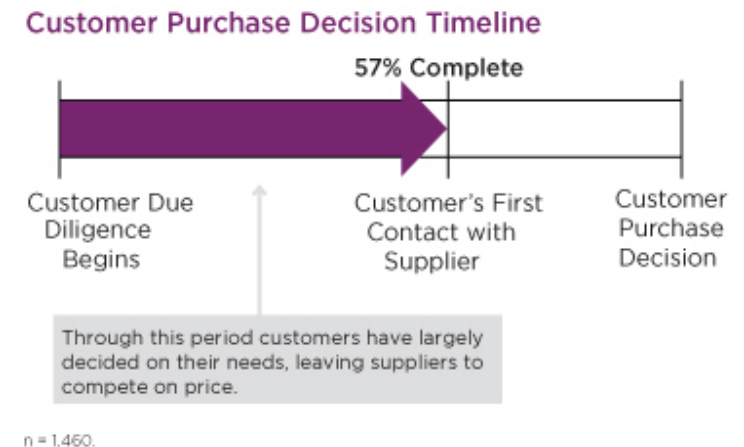 Customer Purchase Decision Timeline
57% Complete
Customer Due
Diligence
Begins
Customer's First
Contact with
Supplier
Customer
Purchase
Decision
Through this period customers have largely
decided on their needs, leaving suppliers to
compete on price.
n = 1,460.